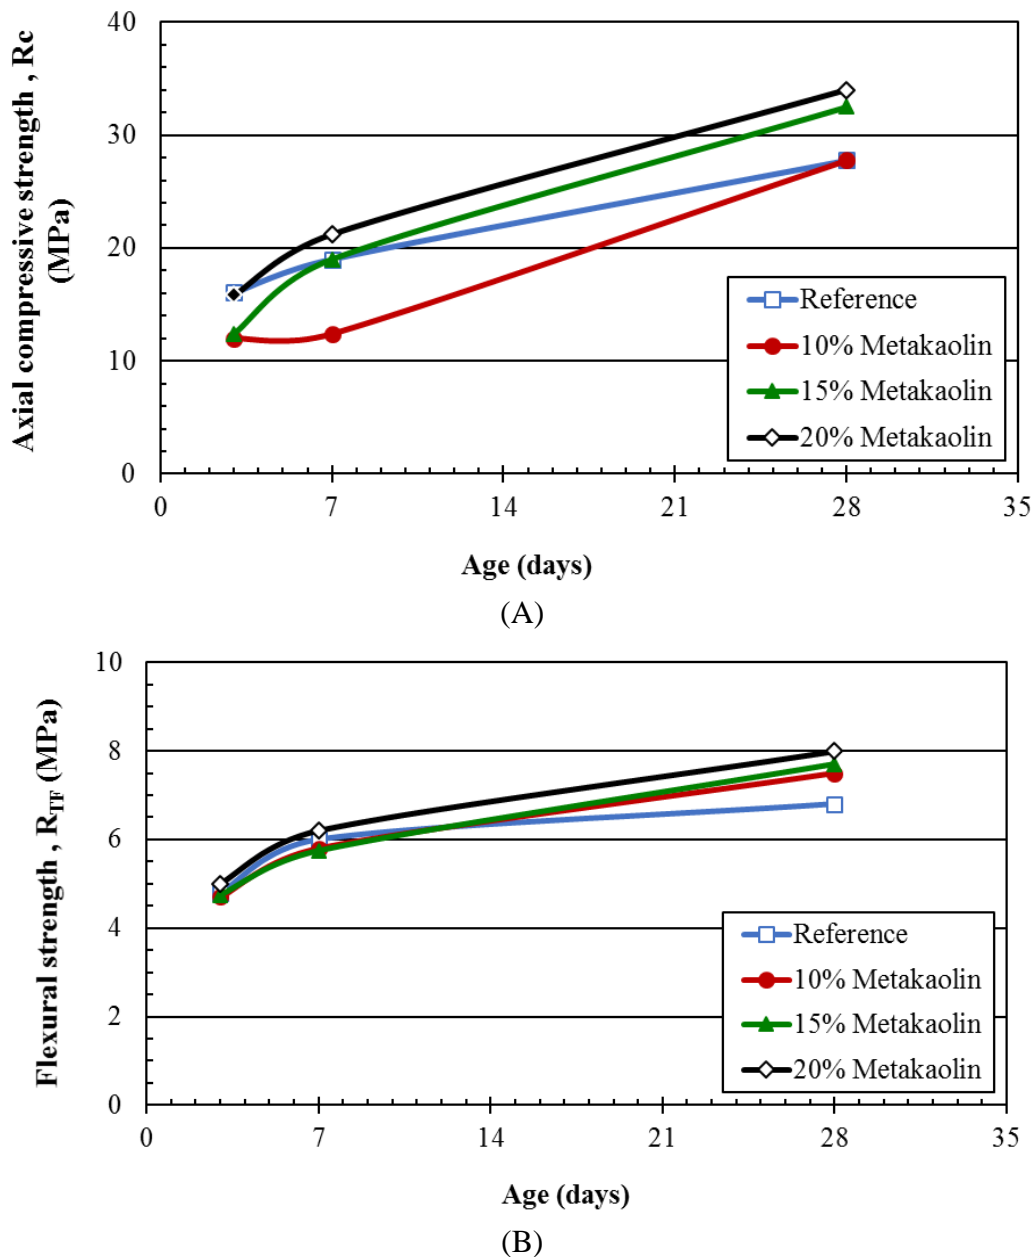 Axial compressive strength , Rc
(MPa)
40
30
20
10
0
0 7 14 21 28 35
Reference
10% Metakaolin
15% Metakaolin
20% Metakaolin
Age (days)
(A)
Flexural strength , R_TF (MPa)
10
8
6
4
2
0
0 7 14 21 28 35
Reference
10% Metakaolin
15% Metakaolin
20% Metakaolin
Age (days)
(B)